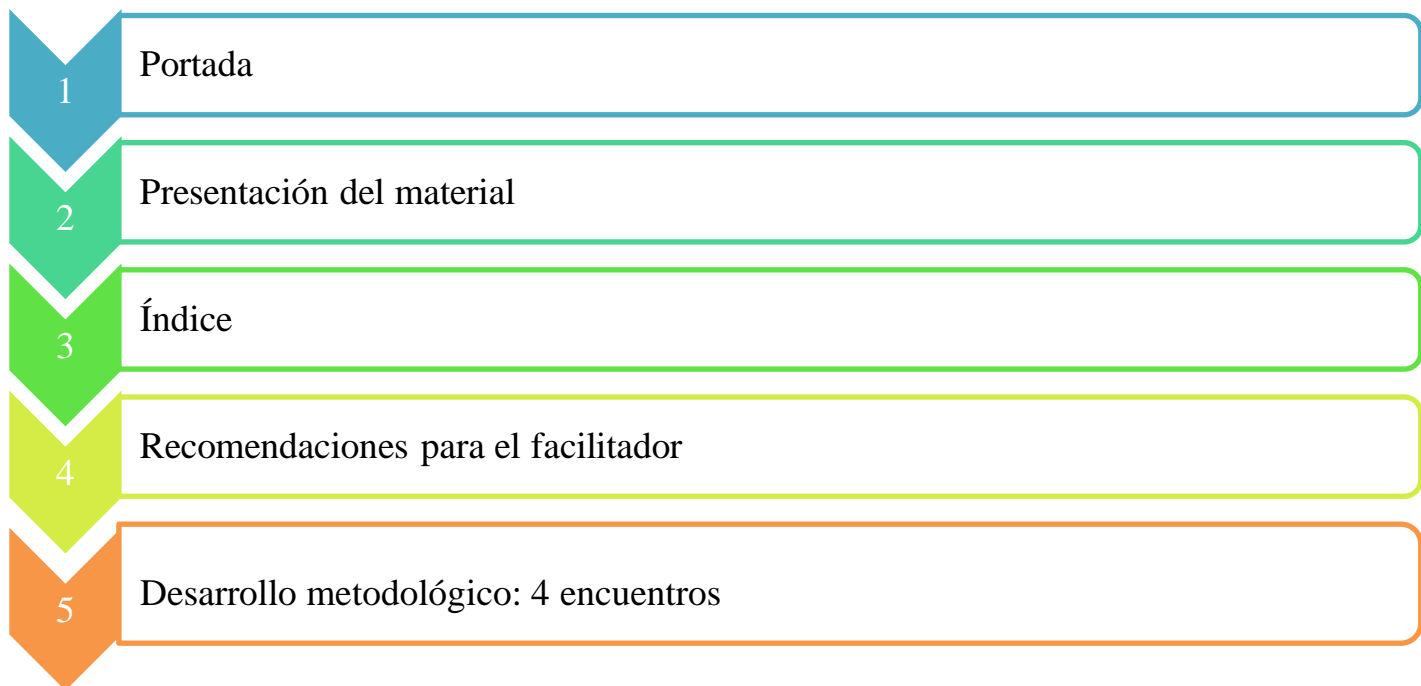 1 Portada
2 Presentación del material
3 Índice
4 Recomendaciones para el facilitador
5 Desarrollo metodológico: 4 encuentros